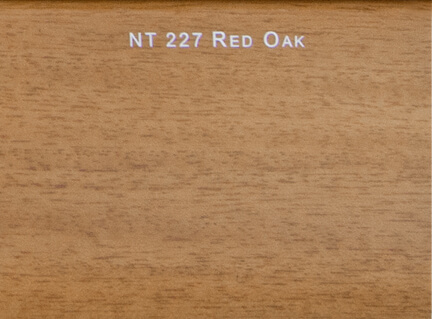 NT 227 RED OAK